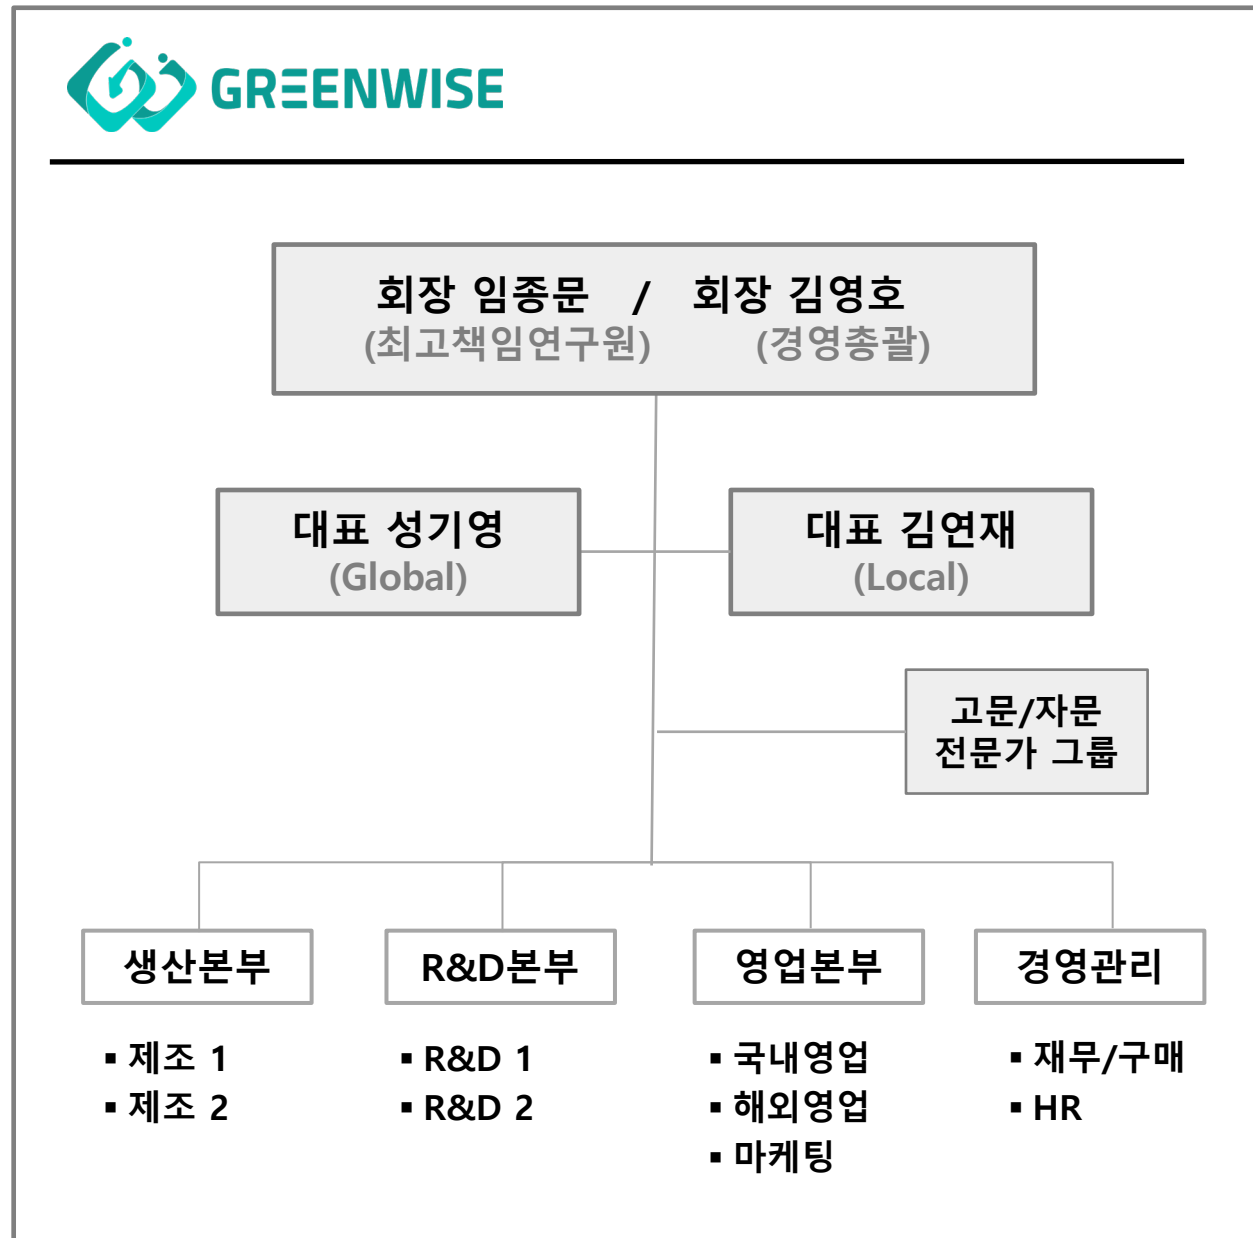 GREENWISE
회장 임종문 / 회장 김영호
(최고책임연구원) (경영총괄)
대표 성기영
(Global)
대표 김연재
(Local)
고문/자문
전문가 그룹
생산본부
▪ 제조 1
▪ 제조 2
R&D본부
▪ R&D 1
▪ R&D 2
영업본부
▪ 국내영업
▪ 해외영업
▪ 마케팅
경영관리
▪ 재무/구매
▪ HR